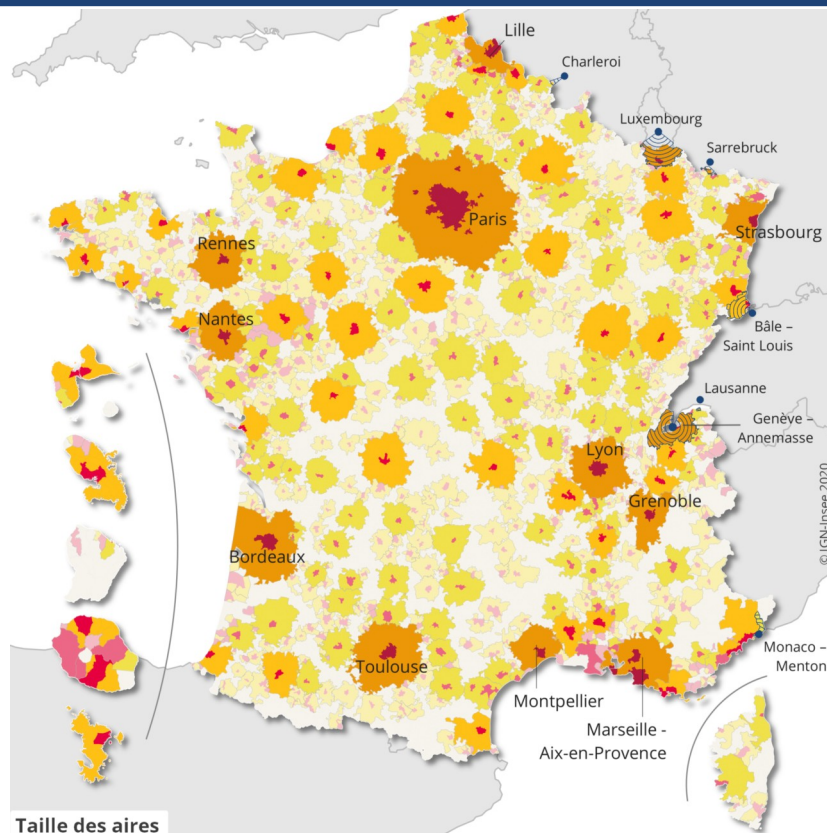 Lille
Charleroi
Luxembourg
Sarrebruck
Paris
Strasbourg
Rennes
Nantes
Bâle –
Saint Louis
Lausanne
Genève –
Annemasse
Lyon
Grenoble
© IGN-Insee 2020
Bordeaux
Toulouse
Monaco –
Menton
Montpellier
Marseille -
Aix-en-Provence
Taille des aires